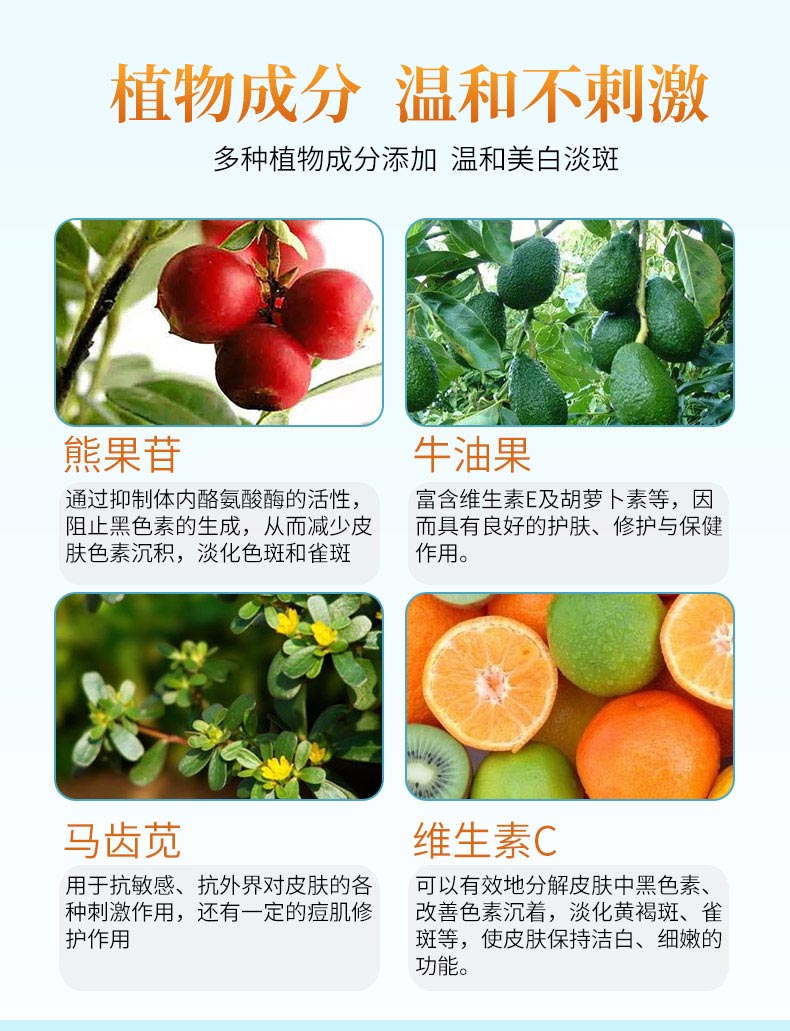 植物成分 温和不刺激
多种植物成分添加 温和美白淡斑
熊果苷
通过抑制体内酪氨酸酶的活性，
阻止黑色素的生成，从而减少皮
肤色素沉积，淡化色斑和雀斑
牛油果
富含维生素E及胡萝卜素等，因
而具有良好的护肤、修护与保健
作用。
马齿苋
用于抗敏感、抗外界对皮肤的各
种刺激作用，还有一定的痘肌修
护作用
维生素C
可以有效地分解皮肤中黑色素、
改善色素沉着，淡化黄褐斑、雀
斑等，使皮肤保持洁白、细嫩的
功能。